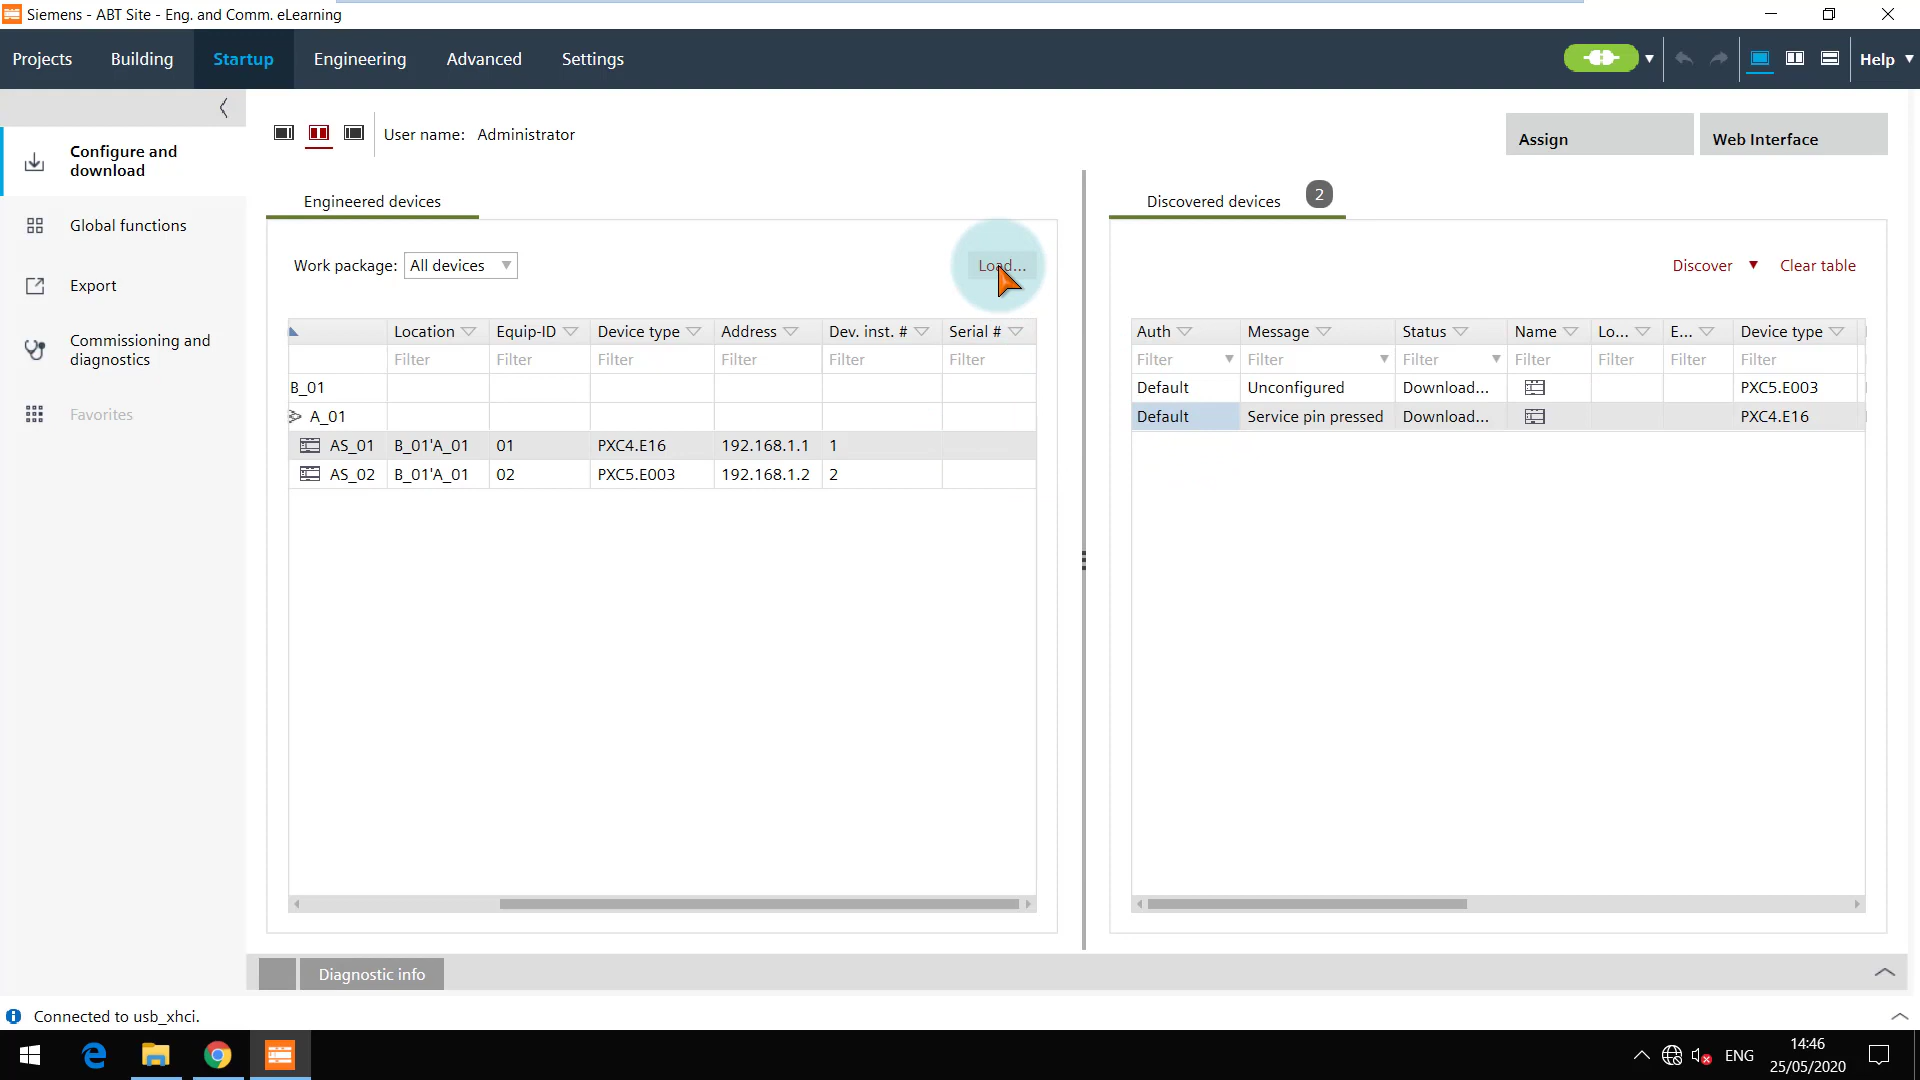 Siemens - ABT Site - Eng. and Comm. eLearning
Projects Building Startup Engineering Advanced Settings Help
Configure and download
Global functions
Export
Commissioning and diagnostics
Favorites
User name: Administrator
Assign Web Interface
Engineered devices
Work package: All devices Load...
Location Equip-ID Device type Address Dev. inst. # Serial #
Filter Filter Filter Filter Filter Filter
B_01
A_01
AS_01 B_01'A_01 01 PXC4.E16 192.168.1.1 1
AS_02 B_01'A_01 02 PXC5.E003 192.168.1.2 2
Discovered devices 2
Discover Clear table
Auth Message Status Name Lo... E... Device type
Filter Filter Filter Filter Filter Filter Filter
Default Unconfigured Download... PXC5.E003
Default Service pin pressed Download... PXC4.E16
Diagnostic info
Connected to usb_xhci.
ENG
14:46
25/05/2020